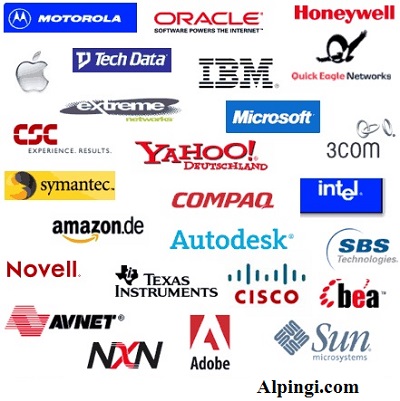 MOTOROLA
ORACLE®
SOFTWARE POWERS THE INTERNET™
Honeywell
Tech Data
IBM®
Quick Eagle Networks
extreme
networks
Microsoft®
CSC
EXPERIENCE. RESULTS.
YAHOO!®
DEUTSCHLAND
3COM
symantec.
COMPAQ
intel®
amazon.de
Autodesk®
SBS
Technologies.
Novell.
TEXAS
INSTRUMENTS
CISCO
bea™
AVNET®
NXN
Adobe
Sun
microsystems
Alpingi.com